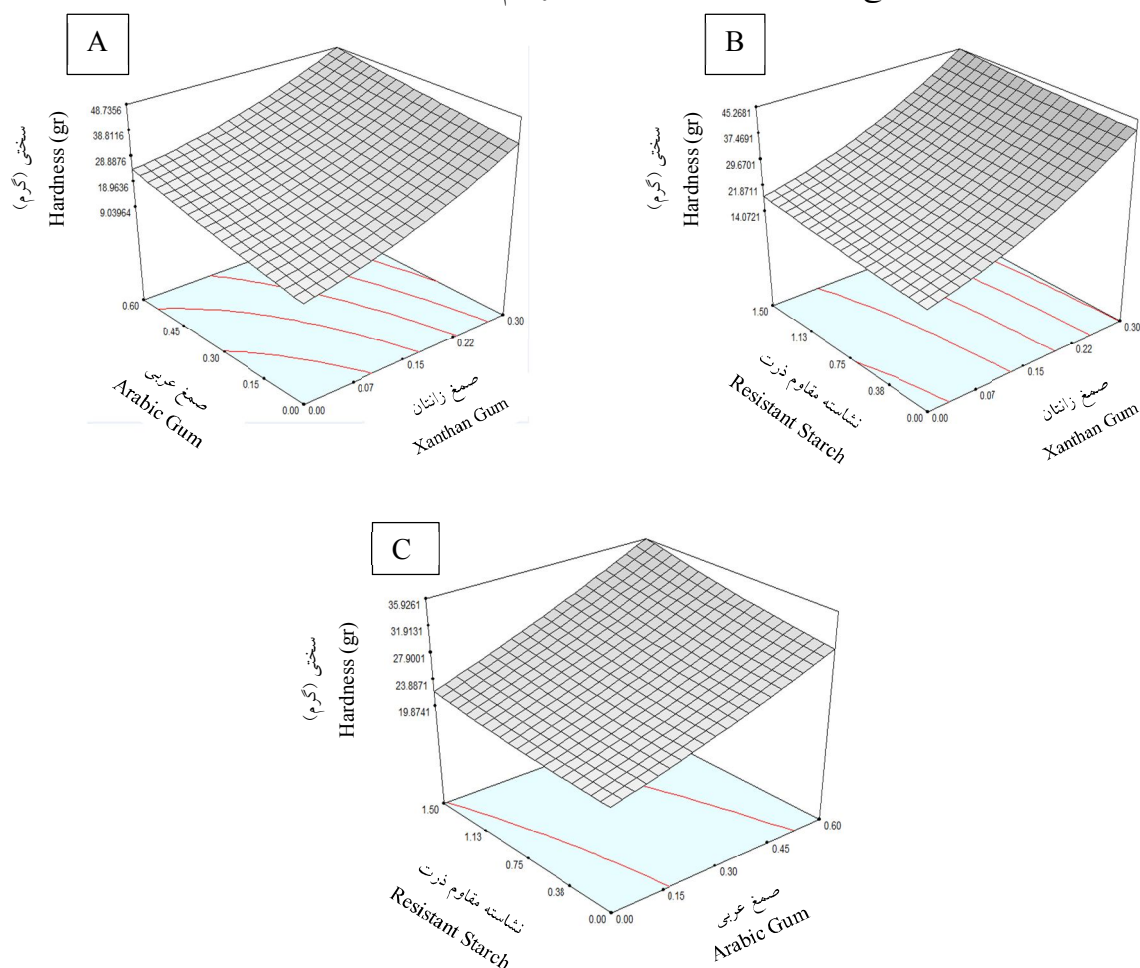 A
48.7356
38.8116
28.8876
18.9636
9.03964
سختی (گرم)
Hardness (gr)
0.60
0.45
0.30
0.15
0.00
صمغ عربی
Arabic Gum
0.00
0.07
0.15
0.22
0.30
صمغ زانتان
Xanthan Gum
B
45.2681
37.4691
29.6701
21.8711
14.0721
سختی (گرم)
Hardness (gr)
1.50
1.13
0.75
0.38
0.00
نشاسته مقاوم ذرت
Resistant Starch
0.00
0.07
0.15
0.22
0.30
صمغ زانتان
Xanthan Gum
C
35.9261
31.9131
27.9001
23.8871
19.8741
سختی (گرم)
Hardness (gr)
1.50
1.13
0.75
0.38
0.00
نشاسته مقاوم ذرت
Resistant Starch
0.00
0.15
0.30
0.45
0.60
صمغ عربی
Arabic Gum